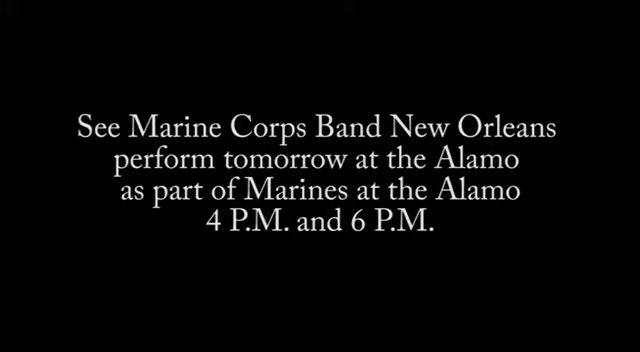 See Marine Corps Band New Orleans
perform tomorrow at the Alamo
as part of Marines at the Alamo
4 P.M. and 6 P.M.